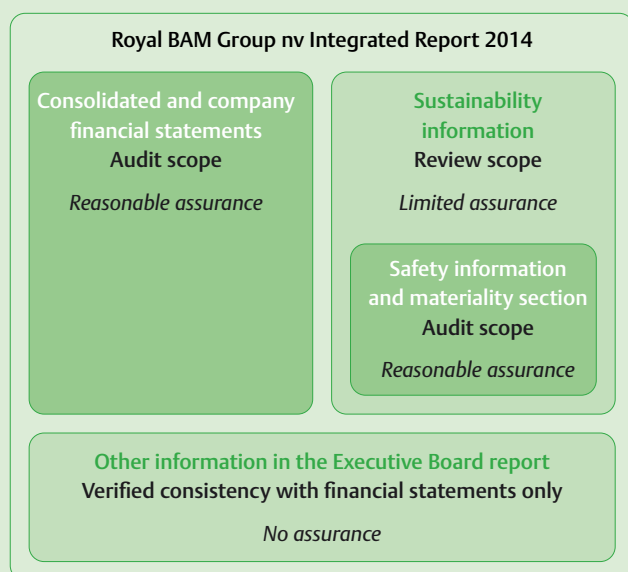 Royal BAM Group nv Integrated Report 2014
Consolidated and company
financial statements
Audit scope
Reasonable assurance
Sustainability
information
Review scope
Limited assurance
Safety information
and materiality section
Audit scope
Reasonable assurance
Other information in the Executive Board report
Verified consistency with financial statements only
No assurance